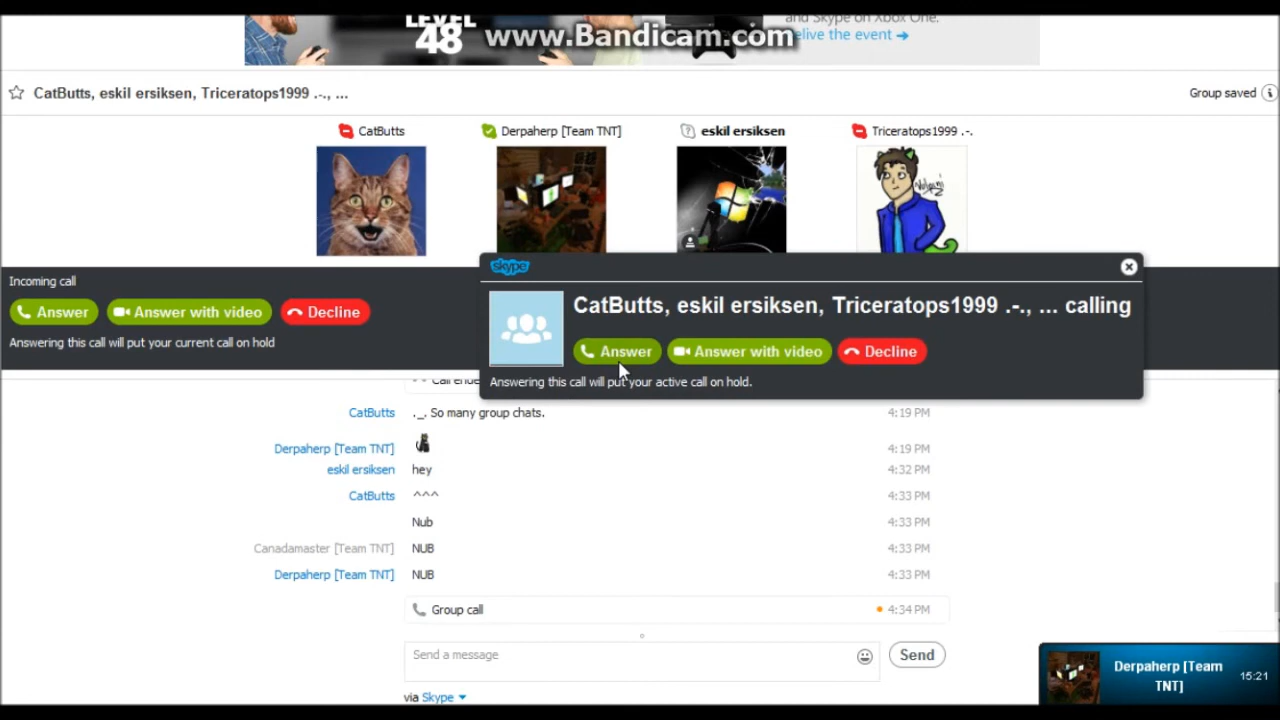 LEVEL
48
www.Bandicam.com
and Skype on Xbox One.
elive the event →
CatButts, eskil ersiksen, Triceratops1999 .-., ...
Group saved
CatButts
Derpaherp [Team TNT]
eskil ersiksen
Triceratops1999 .-.
Incoming call
Answer
Answer with video
Decline
Answering this call will put your current call on hold
skype
CatButts, eskil ersiksen, Triceratops1999 .-., ... calling
Answer
Answer with video
Decline
Answering this call will put your active call on hold.
CatButts ._. So many group chats. 4:19 PM
Derpaherp [Team TNT] 4:19 PM
eskil ersiksen hey 4:32 PM
CatButts ^^^ 4:33 PM
Nub 4:33 PM
Canadamaster [Team TNT] NUB 4:33 PM
Derpaherp [Team TNT] NUB 4:33 PM
Group call 4:34 PM
Send a message
Send
via Skype
Derpaherp [Team
TNT]
15:21